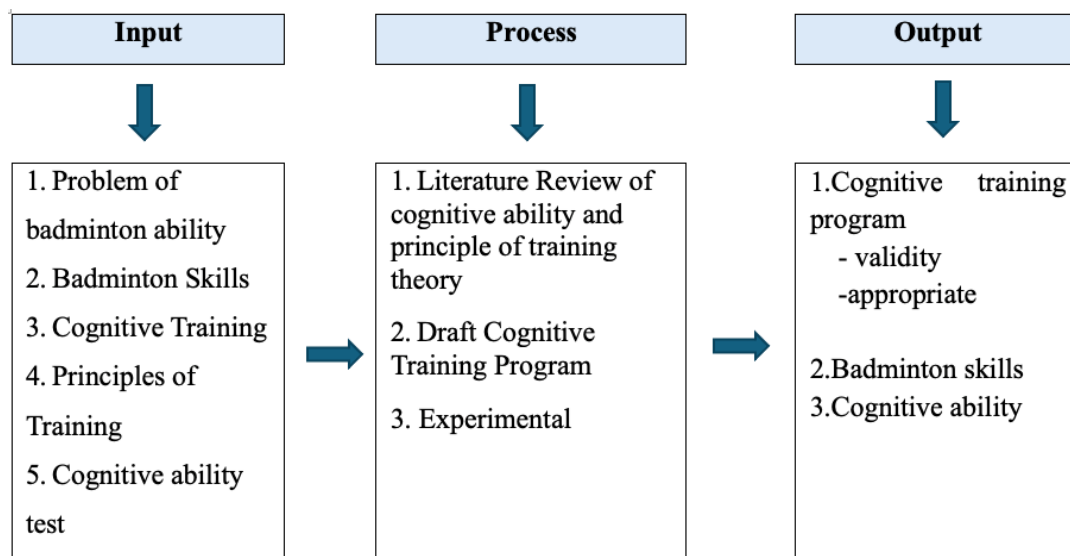 Input
Process
Output
1. Problem of
badminton ability
2. Badminton Skills
3. Cognitive Training
4. Principles of
Training
5. Cognitive ability
test
1. Literature Review of
cognitive ability and
principle of training
theory
2. Draft Cognitive
Training Program
3. Experimental
1.Cognitive training
program
- validity
-appropriate
2.Badminton skills
3.Cognitive ability